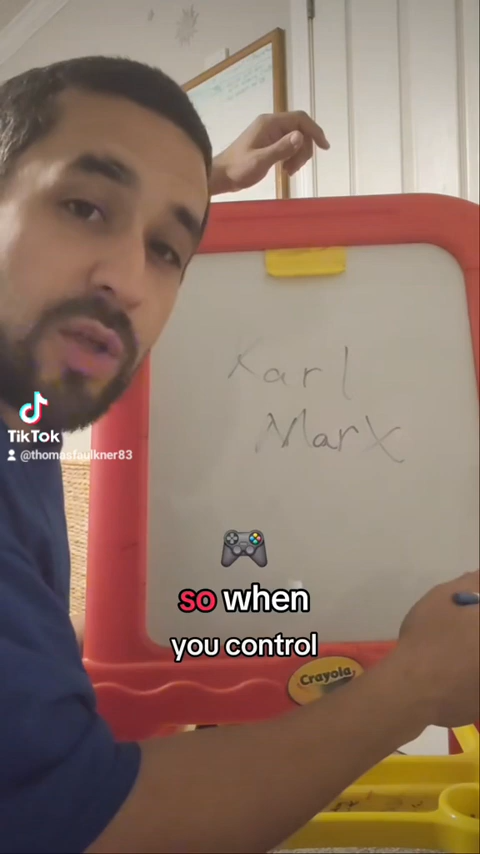 Karl
Marx
TikTok
@thomasfaulkner83
so when
you control
Crayola